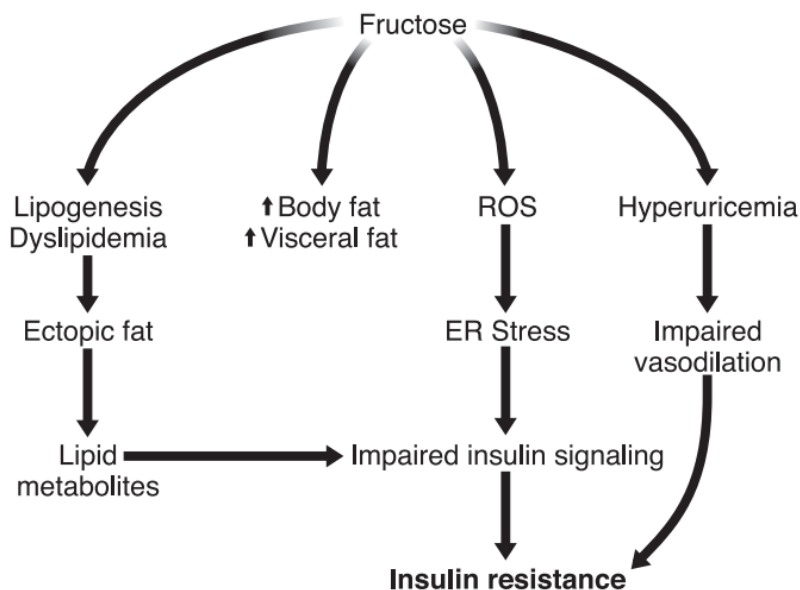 Fructose
Lipogenesis
Dyslipidemia
⬆Body fat
⬆Visceral fat
ROS
Hyperuricemia
Ectopic fat
ER Stress
Impaired
vasodilation
Lipid
metabolites
Impaired insulin signaling
Insulin resistance